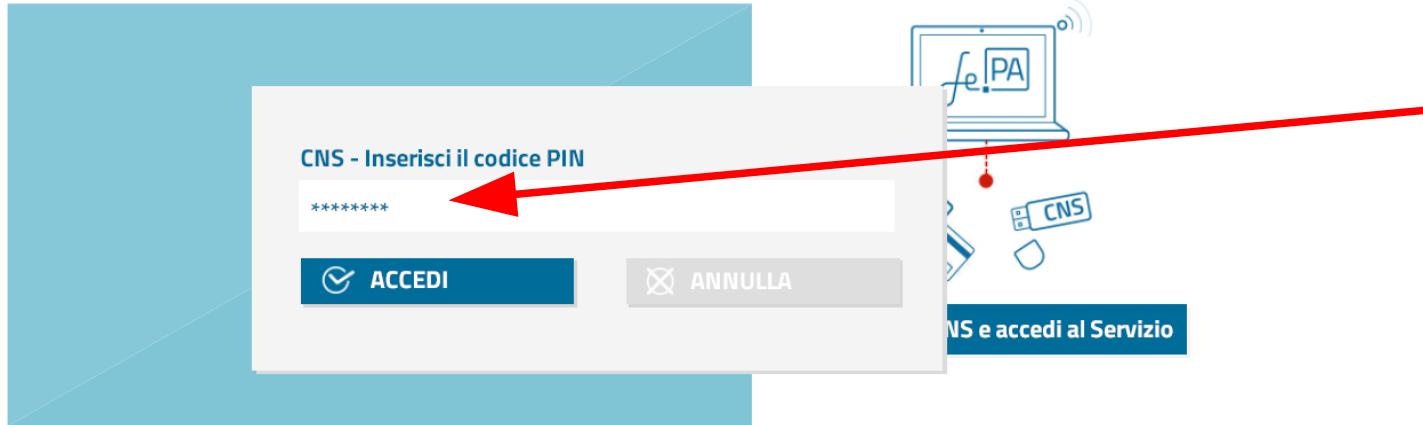 fe.PA
CNS - Inserisci il codice PIN
********
CNS
ACCEDI
ANNULLA
NS e accedi al Servizio